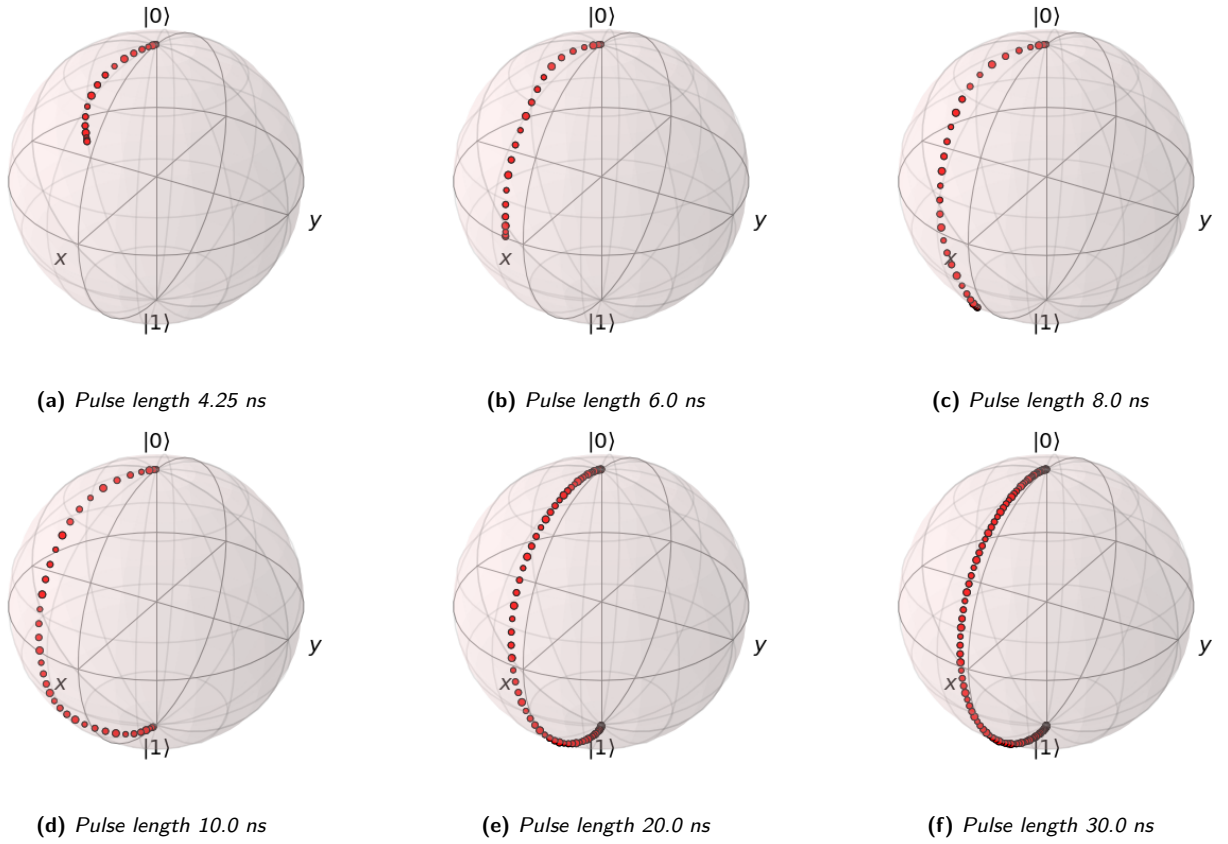 |0⟩ |0⟩ |0⟩
y y y
x x x
|1⟩ |1⟩ |1⟩
(a) Pulse length 4.25 ns (b) Pulse length 6.0 ns (c) Pulse length 8.0 ns
|0⟩ |0⟩ |0⟩
y y y
x x x
|1⟩ |1⟩ |1⟩
(d) Pulse length 10.0 ns (e) Pulse length 20.0 ns (f) Pulse length 30.0 ns